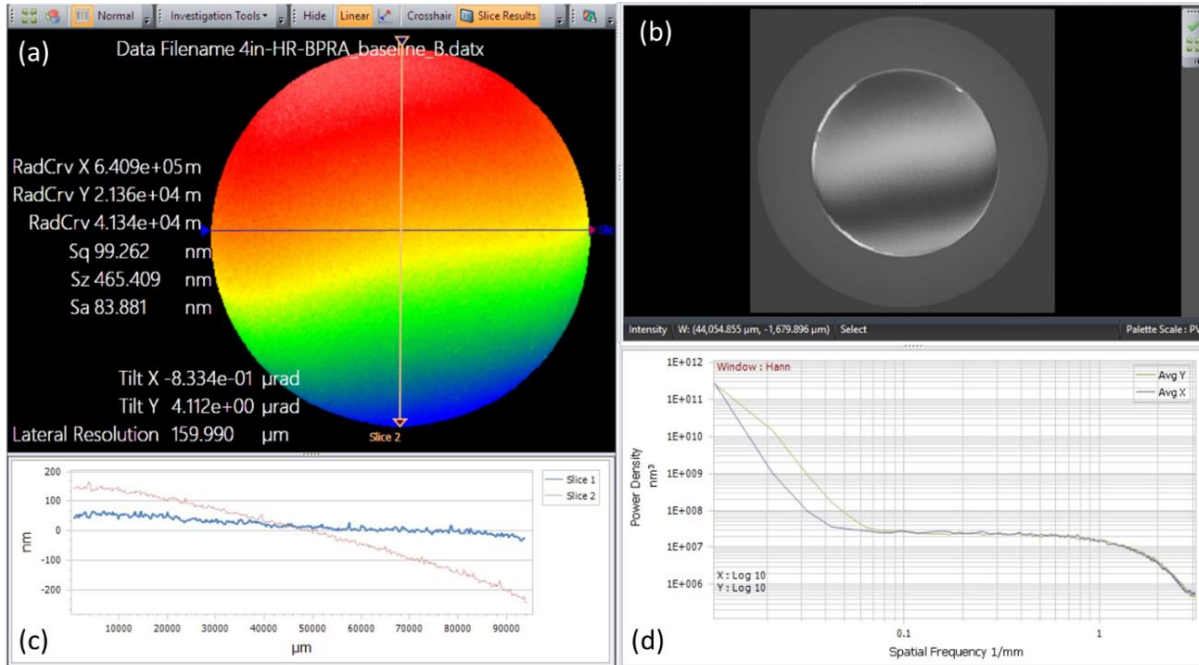 Normal Investigation Tools Hide Linear Crosshair Slice Results
(a)
Data Filename 4in-HR-BPRA_baseline_B.datx
RadCrv X 6.409e+05 m
RadCrv Y 2.136e+04 m
RadCrv 4.134e+04 m
Sq 99.262 nm
Sz 465.409 nm
Sa 83.881 nm
Tilt X -8.334e-01 µrad
Tilt Y 4.112e+00 µrad
Lateral Resolution 159.990 µm
Slice 2
(b)
Intensity W: (44,054.855 µm, -1,679.896 µm) Select Palette Scale : PV
200
100
0
-100
-200
nm
10000 20000 30000 40000 50000 60000 70000 80000 90000
µm
Slice 1
Slice 2
(c)
Window : Hann
Avg Y
Avg X
1E+012
1E+011
1E+010
1E+009
1E+008
1E+007
1E+006
Power Density
nm³
X : Log 10
Y : Log 10
0.1 1
Spatial Frequency 1/mm
(d)